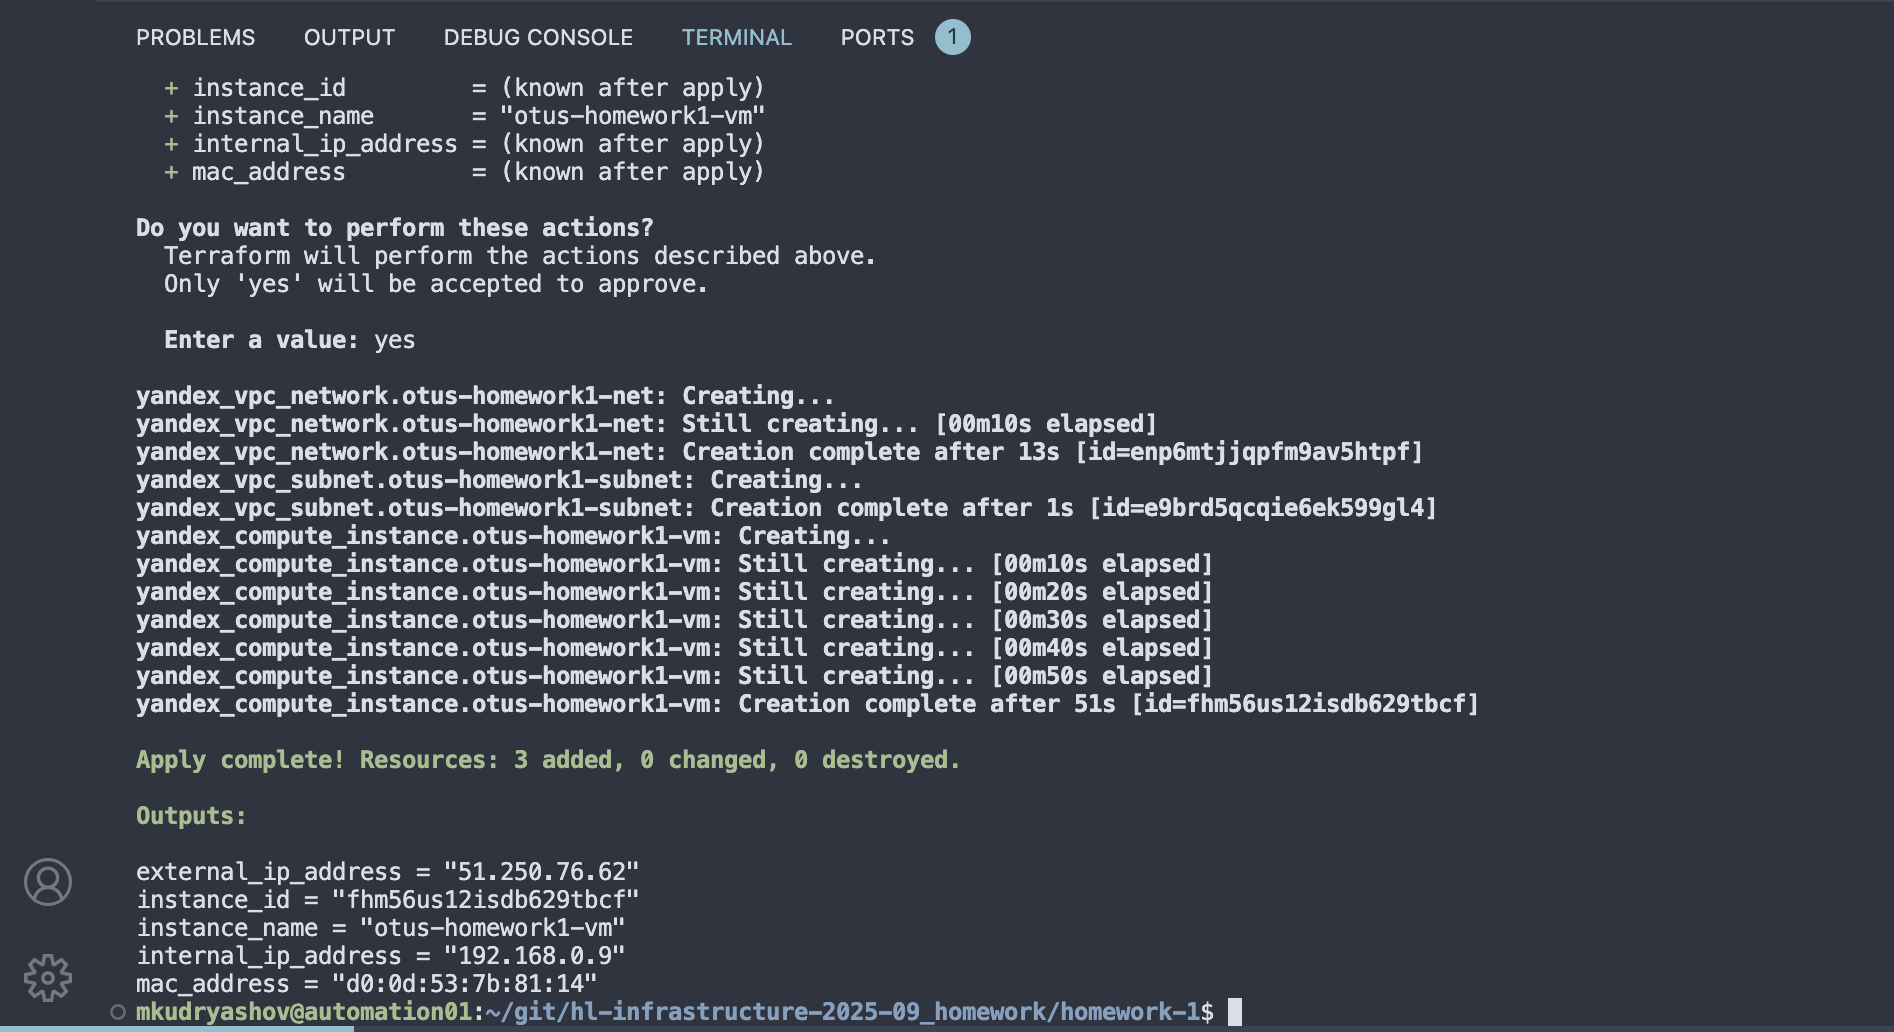 PROBLEMS OUTPUT DEBUG CONSOLE TERMINAL PORTS 1
+ instance_id = (known after apply)
+ instance_name = "otus-homework1-vm"
+ internal_ip_address = (known after apply)
+ mac_address = (known after apply)
Do you want to perform these actions?
Terraform will perform the actions described above.
Only 'yes' will be accepted to approve.
Enter a value: yes
yandex_vpc_network.otus-homework1-net: Creating...
yandex_vpc_network.otus-homework1-net: Still creating... [00m10s elapsed]
yandex_vpc_network.otus-homework1-net: Creation complete after 13s [id=enp6mtjjqpfm9av5htpf]
yandex_vpc_subnet.otus-homework1-subnet: Creating...
yandex_vpc_subnet.otus-homework1-subnet: Creation complete after 1s [id=e9brd5qcqie6ek599gl4]
yandex_compute_instance.otus-homework1-vm: Creating...
yandex_compute_instance.otus-homework1-vm: Still creating... [00m10s elapsed]
yandex_compute_instance.otus-homework1-vm: Still creating... [00m20s elapsed]
yandex_compute_instance.otus-homework1-vm: Still creating... [00m30s elapsed]
yandex_compute_instance.otus-homework1-vm: Still creating... [00m40s elapsed]
yandex_compute_instance.otus-homework1-vm: Still creating... [00m50s elapsed]
yandex_compute_instance.otus-homework1-vm: Creation complete after 51s [id=fhm56us12isdb629tbcf]
Apply complete! Resources: 3 added, 0 changed, 0 destroyed.
Outputs:
external_ip_address = "51.250.76.62"
instance_id = "fhm56us12isdb629tbcf"
instance_name = "otus-homework1-vm"
internal_ip_address = "192.168.0.9"
mac_address = "d0:0d:53:7b:81:14"
mkudryashov@automation01:~/git/hl-infrastructure-2025-09_homework/homework-1$